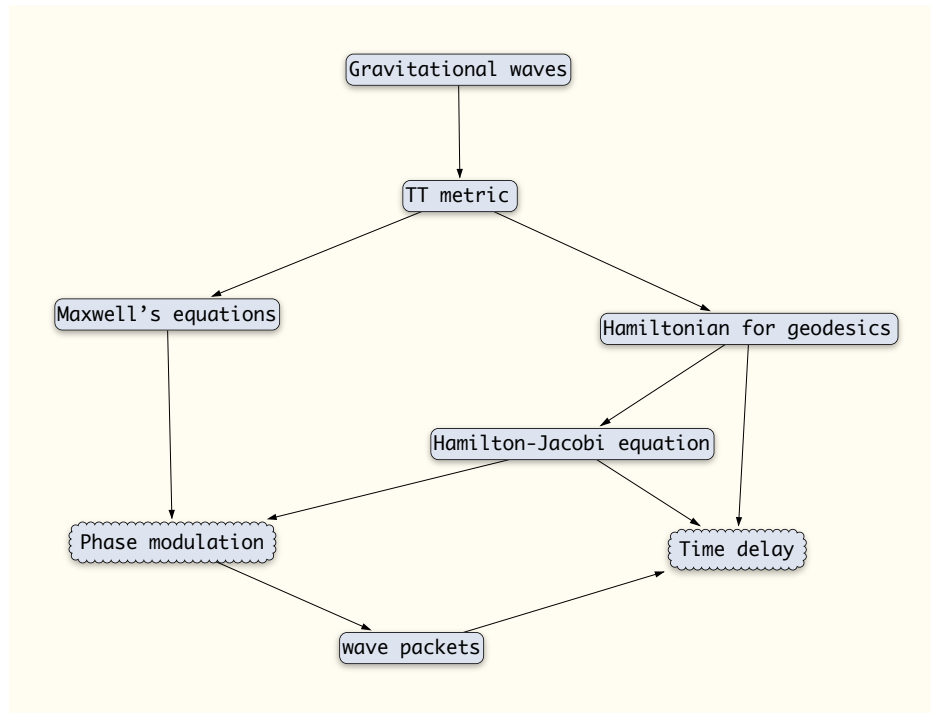 Gravitational waves
TT metric
Maxwell’s equations
Hamiltonian for geodesics
Hamilton-Jacobi equation
Phase modulation
Time delay
wave packets